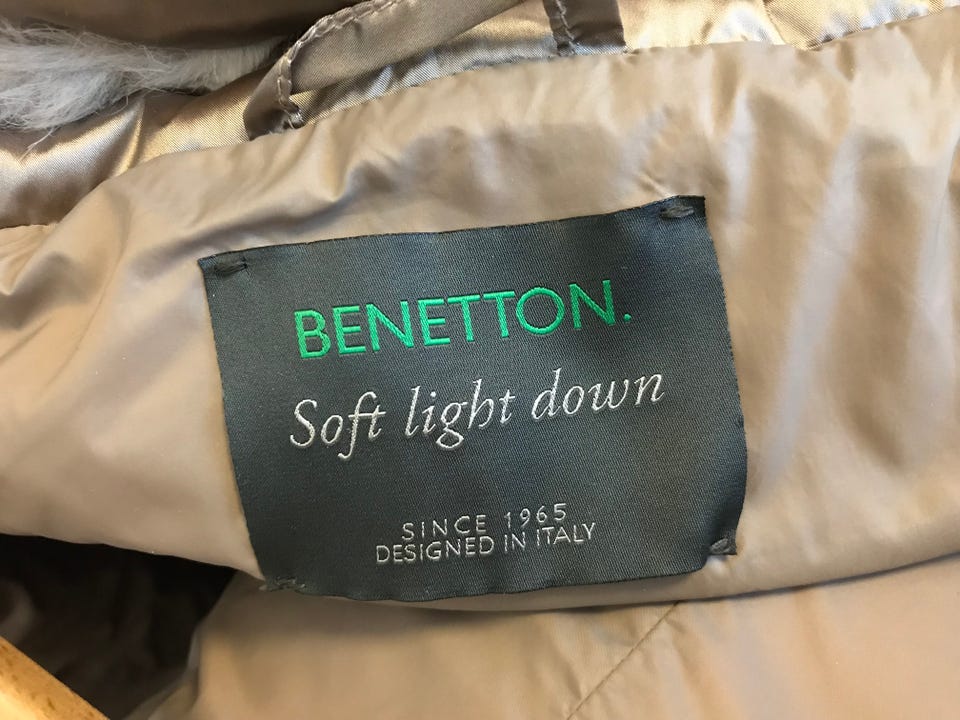 BENETTON.
Soft light down
SINCE 1965
DESIGNED IN ITALY